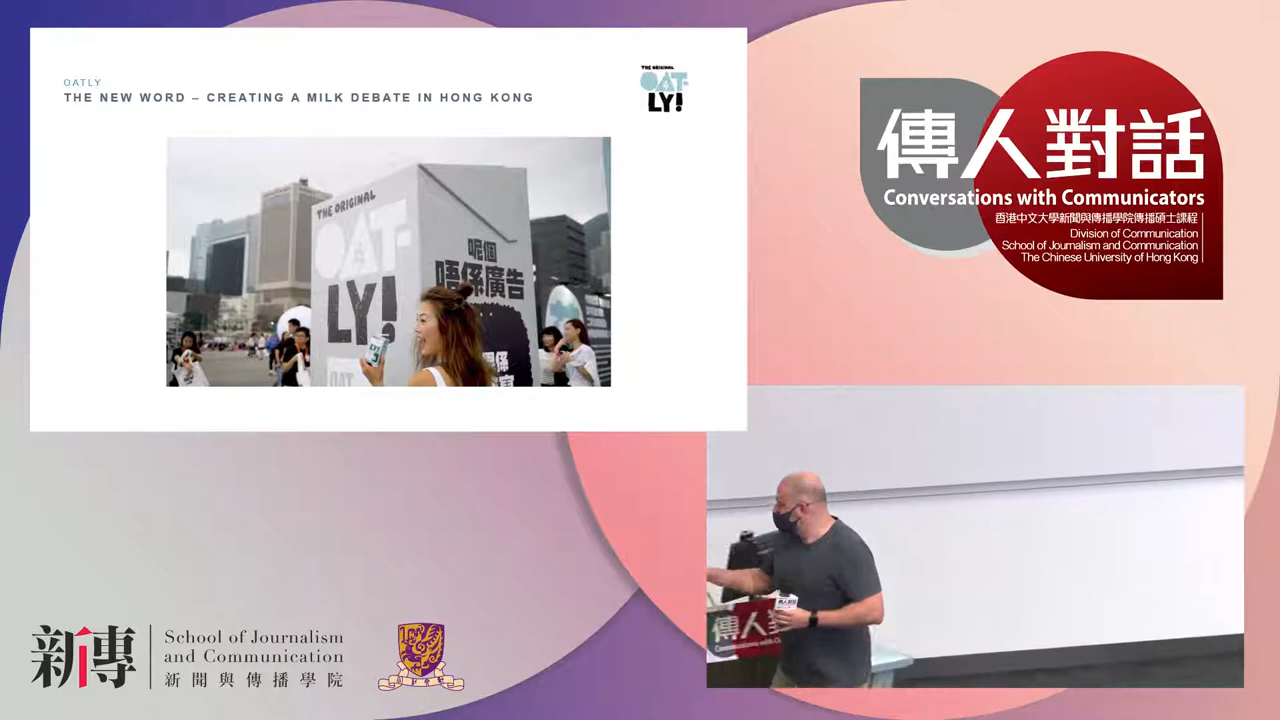 OATLY
THE NEW WORD – CREATING A MILK DEBATE IN HONG KONG
THE ORIGINAL
OAT-
LY!
THE ORIGINAL
OAT-
LY!
OAT
呢個
唔係廣告
傳人對話
Conversations with Communicators
香港中文大學新聞與傳播學院傳播碩士課程
Division of Communication
School of Journalism and Communication
The Chinese University of Hong Kong
傳人對
新傳
School of Journalism
and Communication
新聞與傳播學院